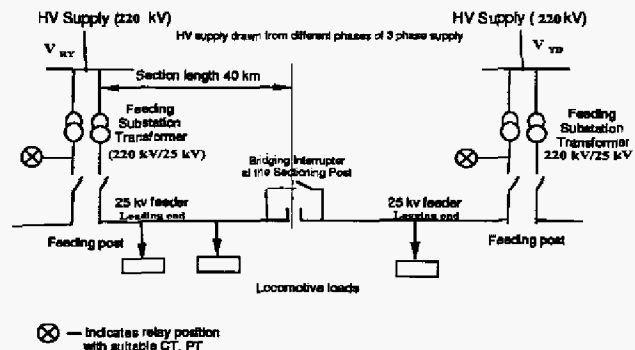 HV Supply (220 kV)
HV Supply ( 220 kV)
HV supply drawn from different phases of 3 phase supply
V RY
V YB
Section length 40 km
Feeding
Substation
Transformer
(220 kV/25 kV)
Feeding
Substation
Transformer
220 kV/25 kV
Bridging Interrupter
at the Sectioning Post
25 kv feeder
Leading end
25 kv feeder
Lagging end
Feeding post
Feeding post
Locomotive loads
— Indicates relay position
with suitable CT, PT